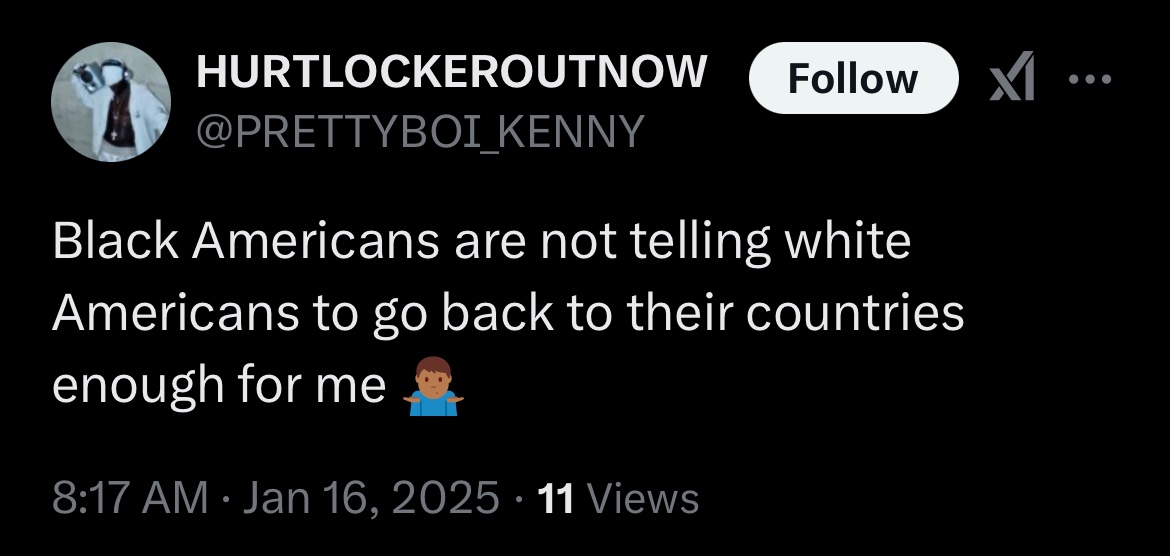 HURTLOCKEROUTNOW
Follow
@PRETTYBOI_KENNY
Black Americans are not telling white
Americans to go back to their countries
enough for me 🤷🏾‍♂️
8:17 AM · Jan 16, 2025 · 11 Views